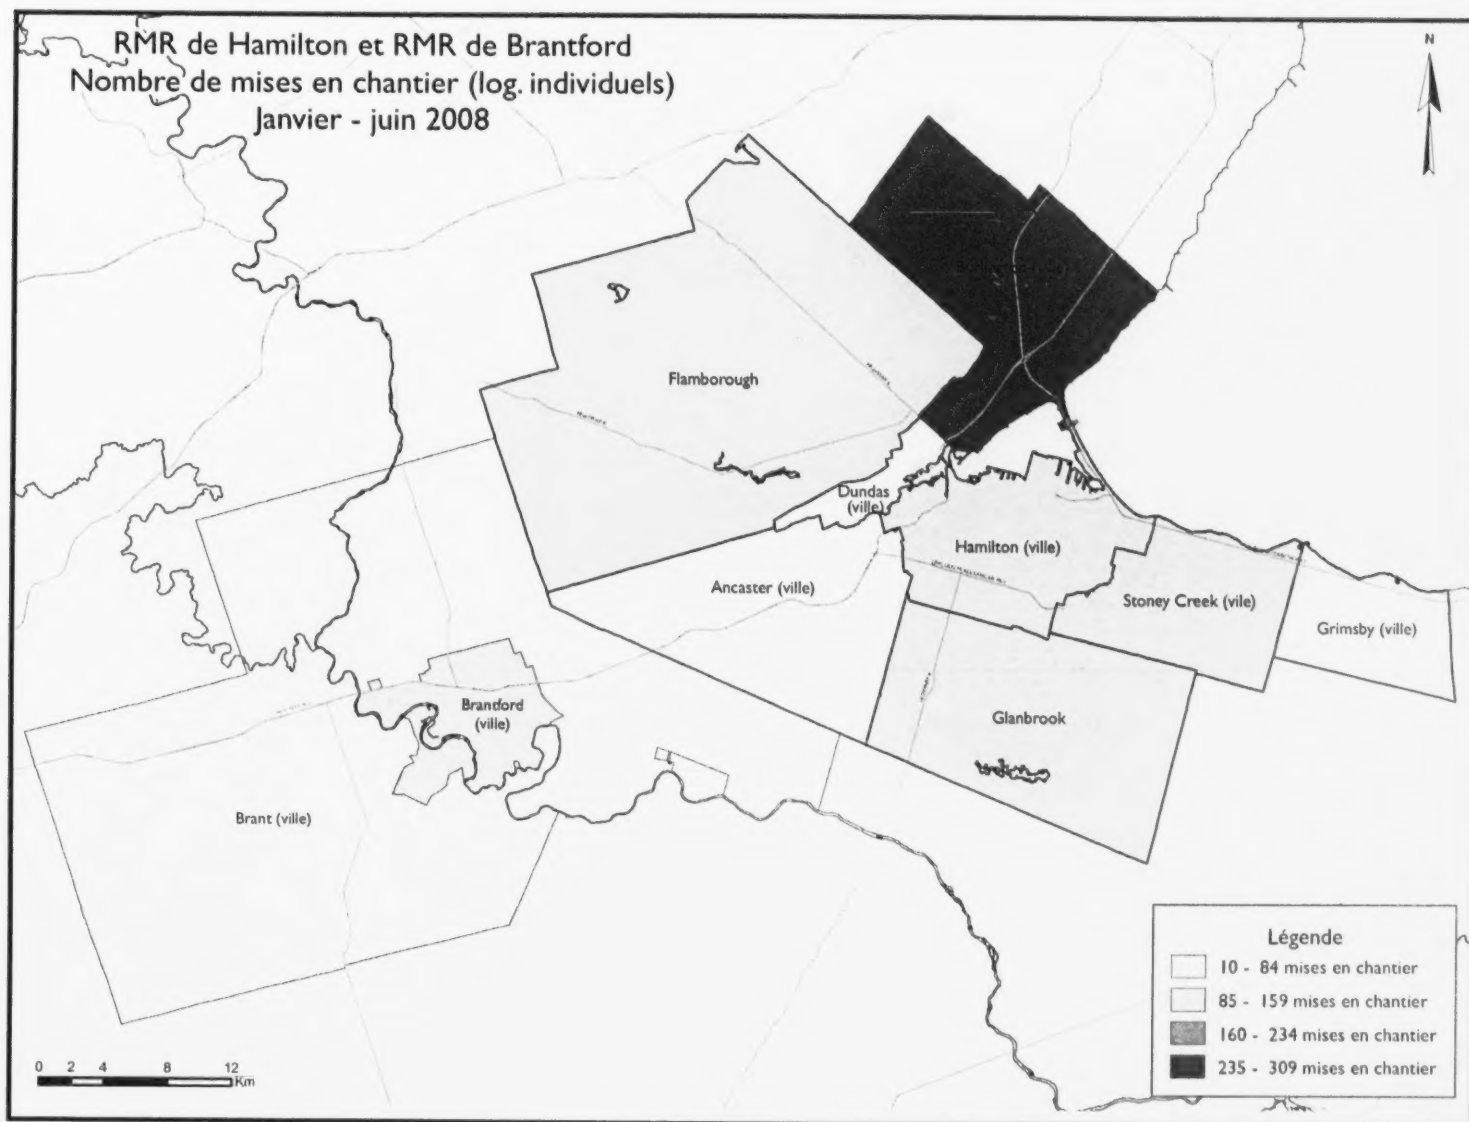 RMR de Hamilton et RMR de Brantford
Nombre de mises en chantier (log. individuels)
Janvier - juin 2008
N
Flamborough
Dundas
(ville)
Hamilton (ville)
Ancaster (ville)
Stoney Creek (vile)
Grimsby (ville)
Brantford
(ville)
Glanbrook
Brant (ville)
Légende
10 - 84 mises en chantier
85 - 159 mises en chantier
160 - 234 mises en chantier
235 - 309 mises en chantier
0 2 4 8 12
Km